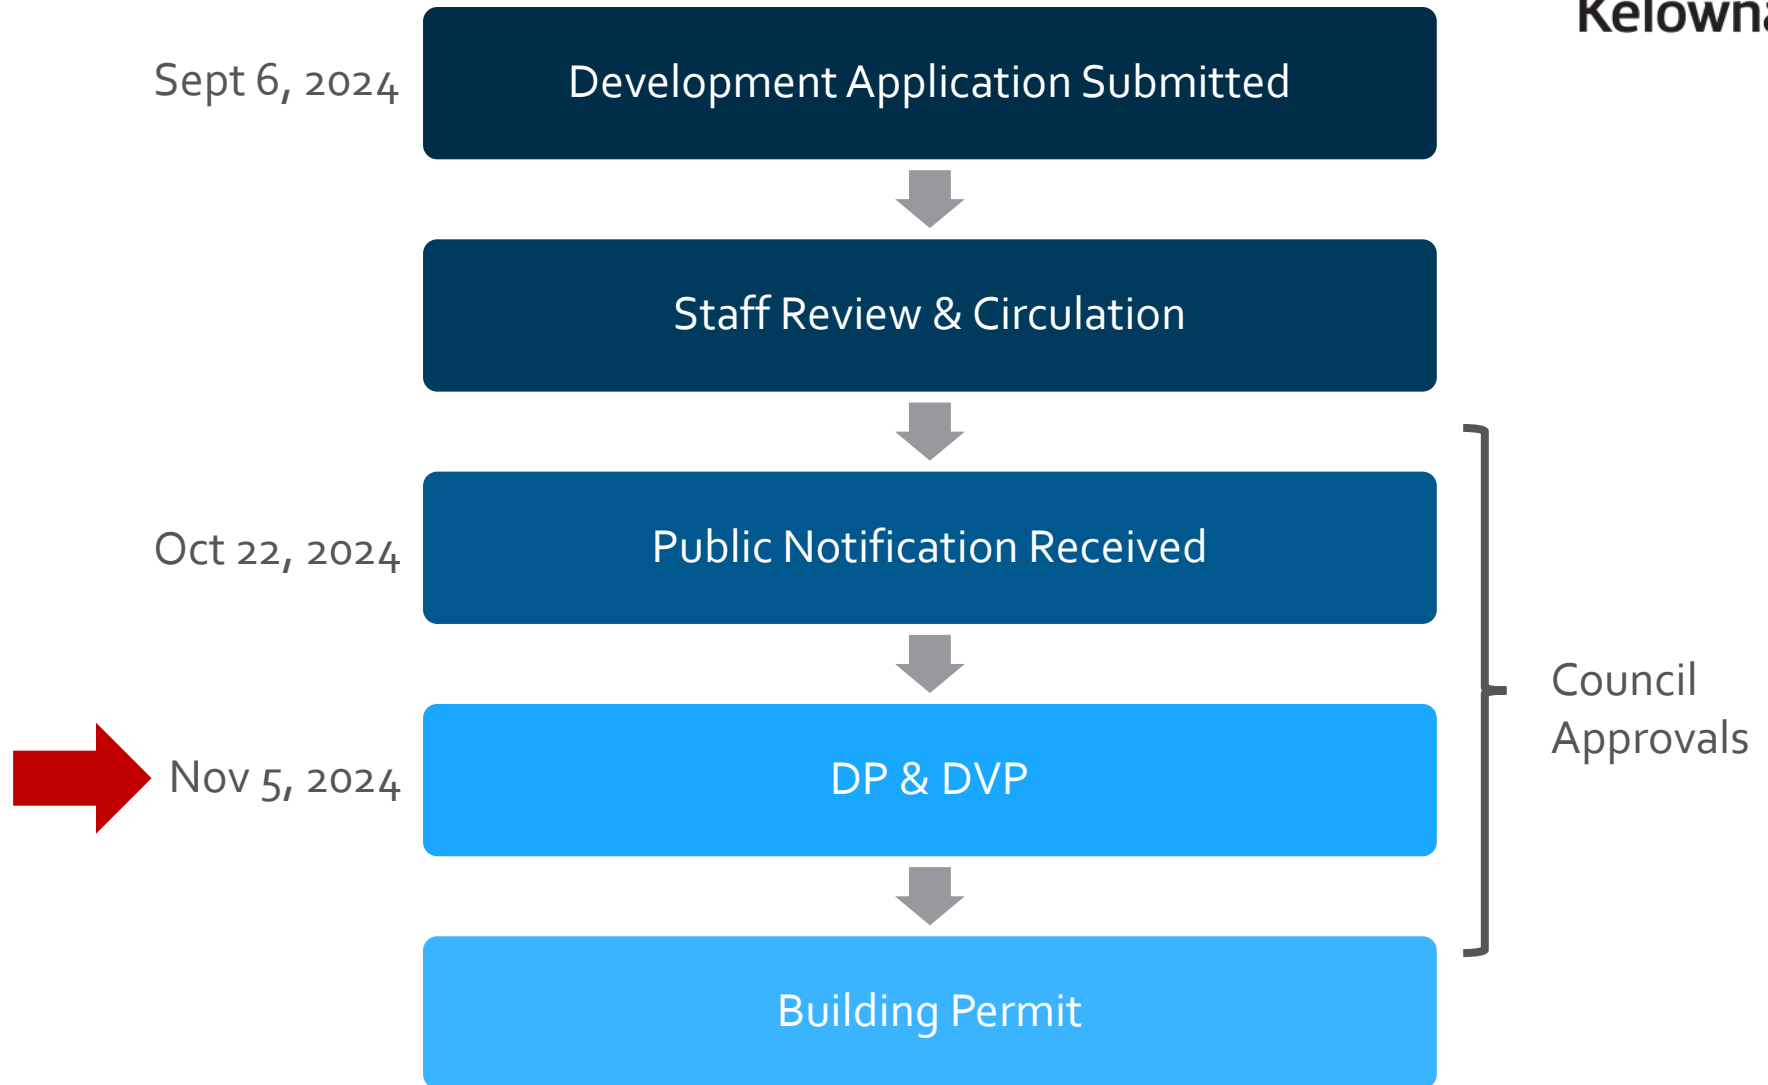 Kelowna
Sept 6, 2024
Development Application Submitted
Staff Review & Circulation
Oct 22, 2024
Public Notification Received
Council
Approvals
Nov 5, 2024
DP & DVP
Building Permit